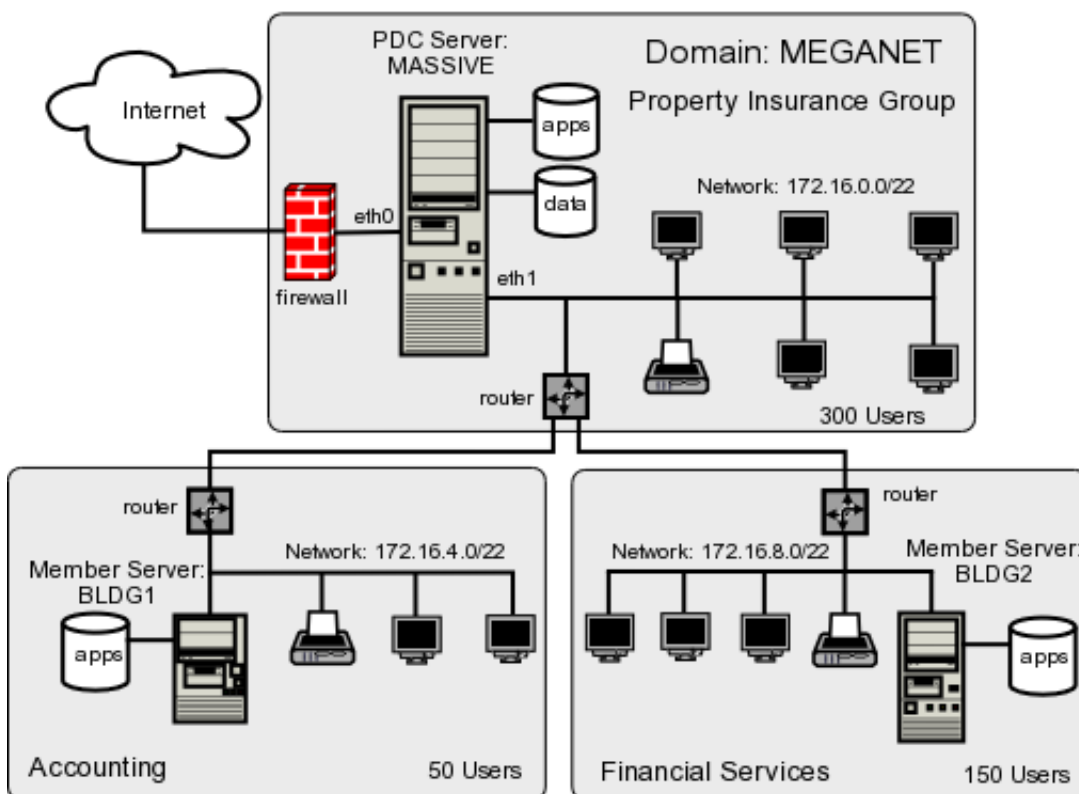 PDC Server:
MASSIVE
Domain: MEGANET
Property Insurance Group
Internet
apps
data
Network: 172.16.0.0/22
eth0
eth1
firewall
router
300 Users
router
Network: 172.16.4.0/22
Member Server:
BLDG1
apps
Accounting
50 Users
router
Network: 172.16.8.0/22
Member Server:
BLDG2
apps
Financial Services
150 Users